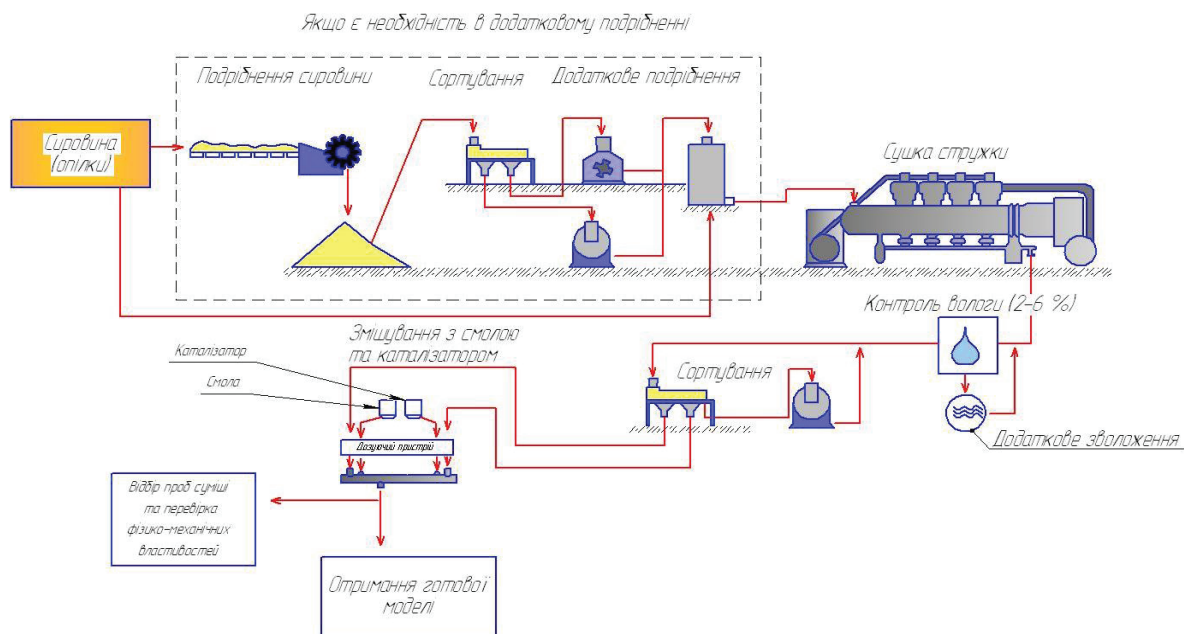 Якщо є необхідність в додатковому подрібненні
Подрібнення сировини
Сортування
Додаткове подріднення
Сировина
(опілки)
Сушка стружки
Контроль вологи (2-6 %)
Змішування з смолою
та каталізатором
Каталізатор
Смола
Сортування
Додаткове зволоження
Дозуючий пристрій
Відбір проб суміші
та перевірка
фізико-механічних
властивостей
Отримання готової
моделі